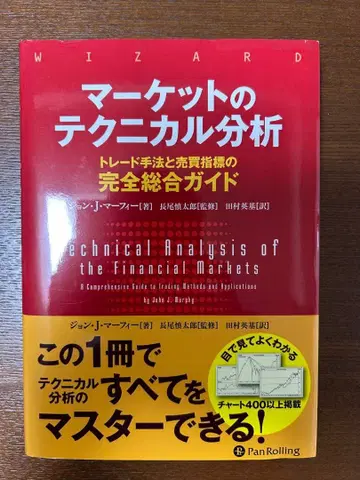 WIZARD
マーケットの
テクニカル分析
トレード手法と売買指標の
完全総合ガイド
ジョン・J・マーフィー[著] 長尾慎太郎[監修] 田村英基[訳]
Technical Analysis of
the Financial Markets
A Comprehensive Guide to Trading Methods and Applications
by John J. Murphy
ジョン・J・マーフィー[著] 長尾慎太郎[監修] 田村英基[訳]
この1冊で
テクニカル
分析の
すべてを
マスターできる!
目で見てよくわかる
チャート400以上掲載
PanRolling